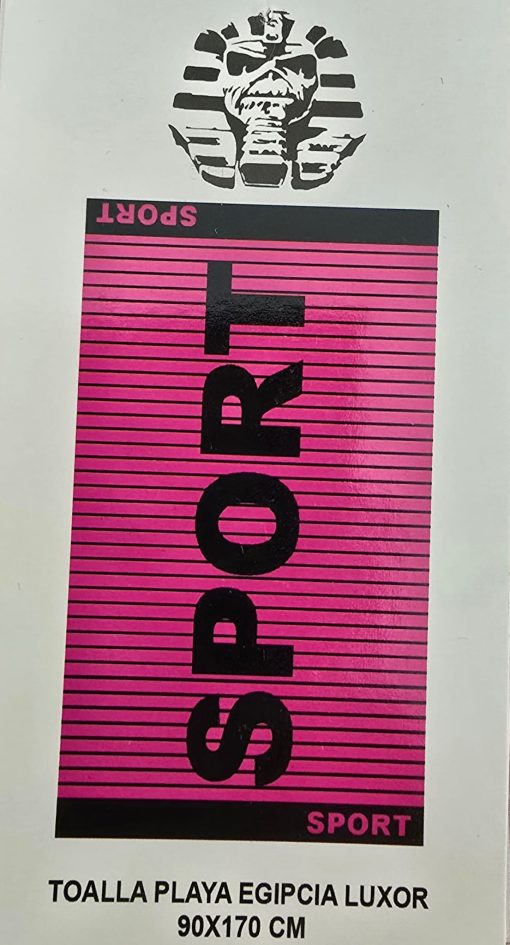 SPORT
SPORT
SPORT
TOALLA PLAYA EGIPCIA LUXOR
90X170 CM